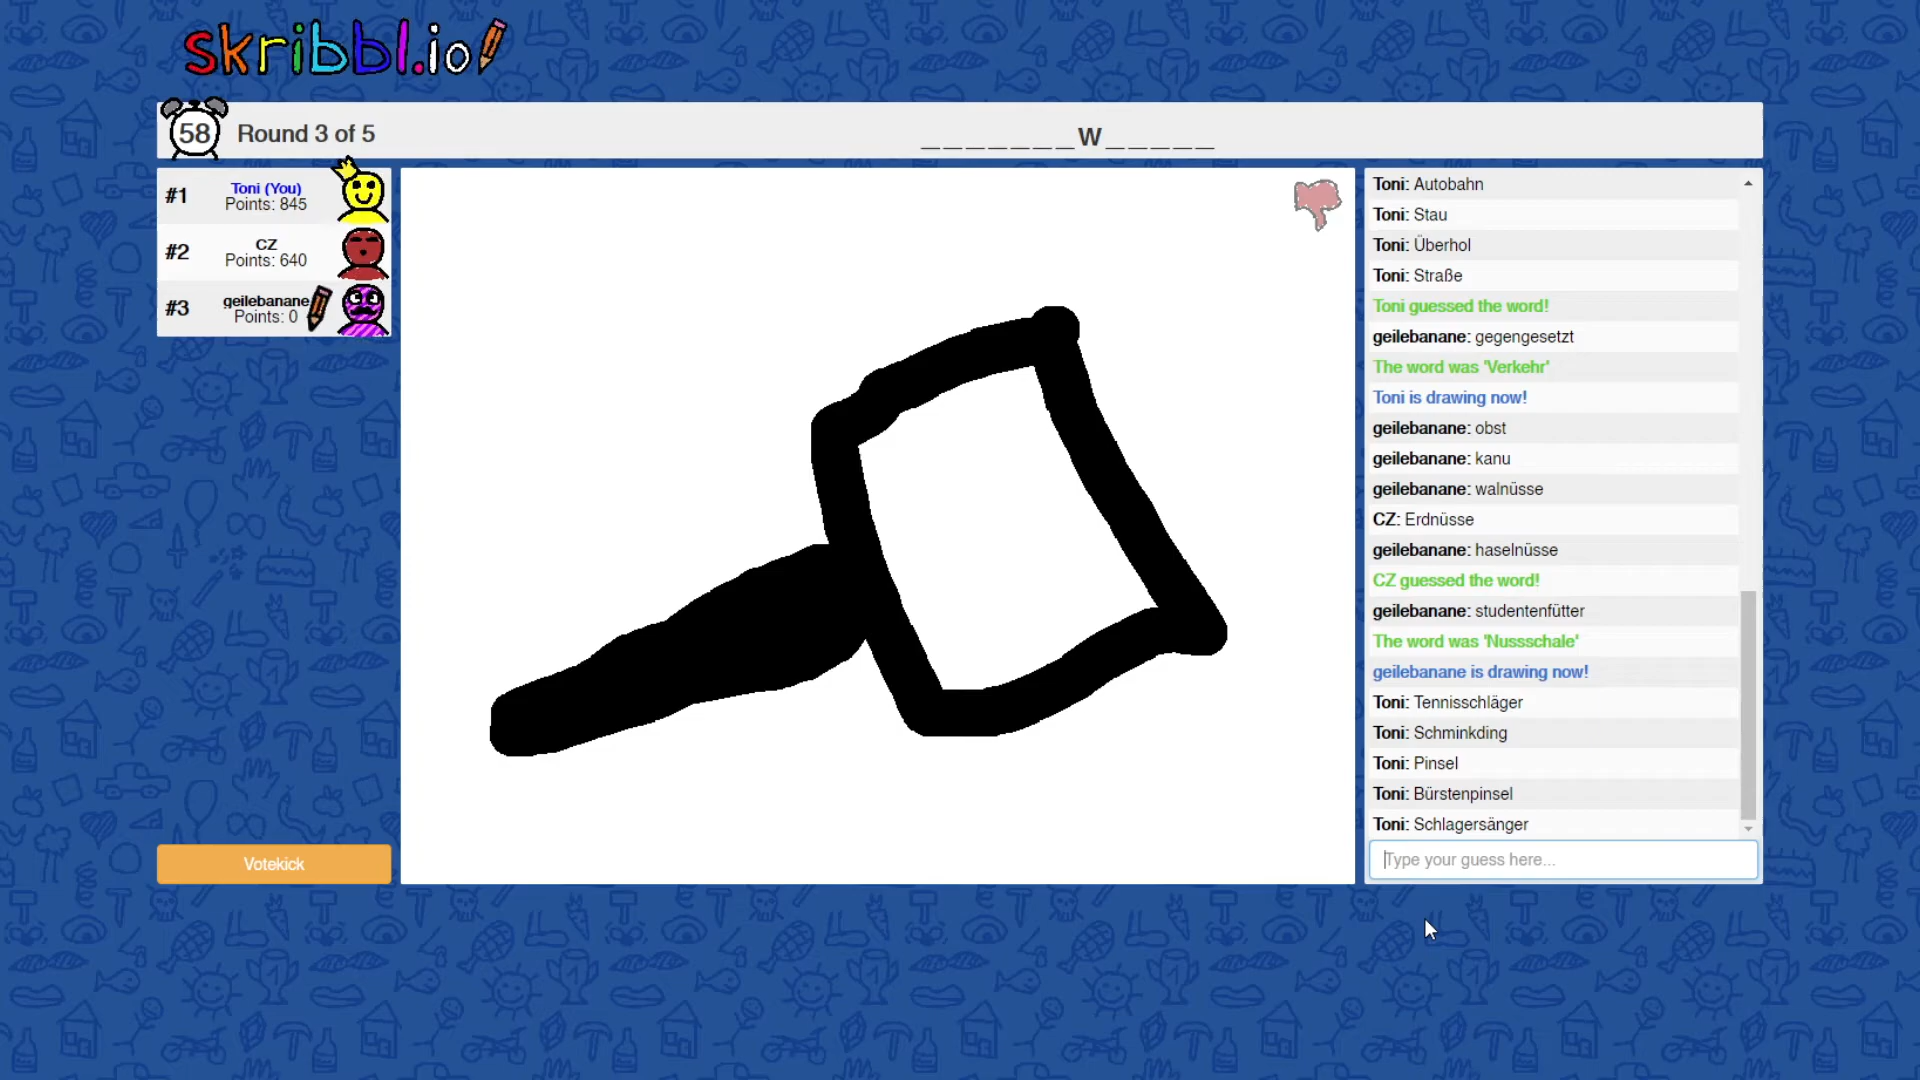 skribbl.io
58
Round 3 of 5
_______W_____
#1
Toni (You)
Points: 845
#2
CZ
Points: 640
#3
geilebanane
Points: 0
Votekick
Toni: Autobahn
Toni: Stau
Toni: Überhol
Toni: Straße
Toni guessed the word!
geilebanane: gegengesetzt
The word was 'Verkehr'
Toni is drawing now!
geilebanane: obst
geilebanane: kanu
geilebanane: walnüsse
CZ: Erdnüsse
geilebanane: haselnüsse
CZ guessed the word!
geilebanane: studentenfütter
The word was 'Nussschale'
geilebanane is drawing now!
Toni: Tennisschläger
Toni: Schminkding
Toni: Pinsel
Toni: Bürstenpinsel
Toni: Schlagersänger
Type your guess here...